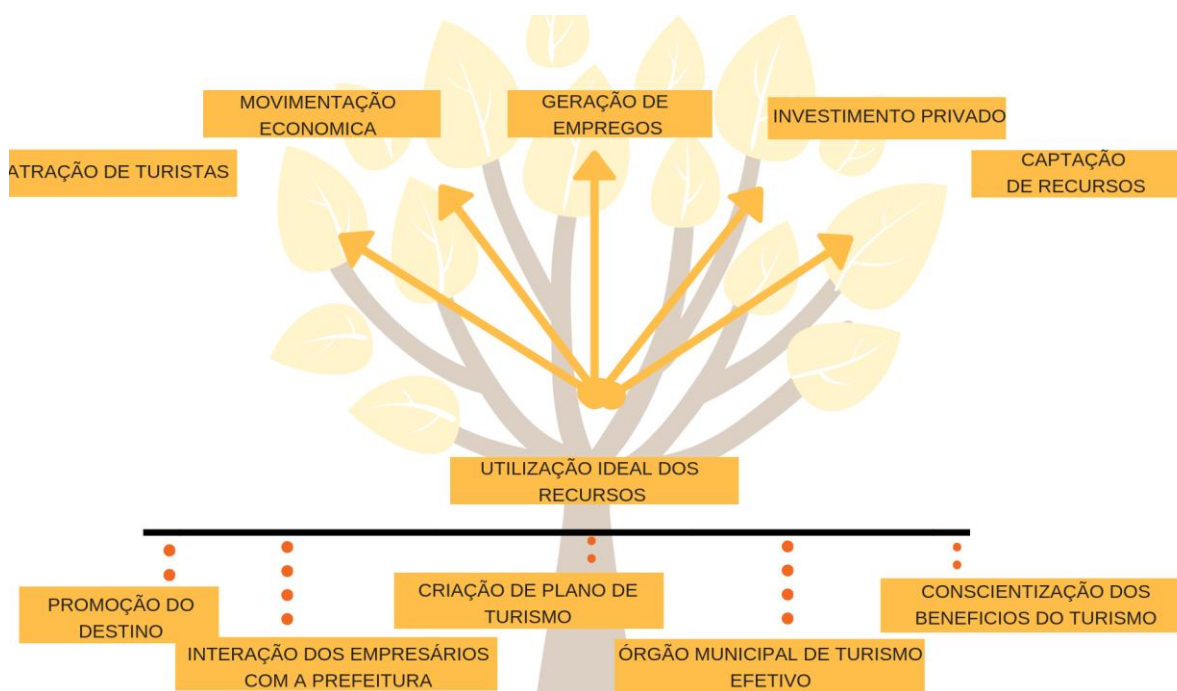 MOVIMENTAÇÃO
ECONOMICA
GERAÇÃO DE
EMPREGOS
INVESTIMENTO PRIVADO
ATRAÇÃO DE TURISTAS
CAPTAÇÃO
DE RECURSOS
UTILIZAÇÃO IDEAL DOS
RECURSOS
PROMOÇÃO DO
DESTINO
INTERAÇÃO DOS EMPRESÁRIOS
COM A PREFEITURA
CRIAÇÃO DE PLANO DE
TURISMO
ÓRGÃO MUNICIPAL DE TURISMO
EFETIVO
CONSCIENTIZAÇÃO DOS
BENEFICIOS DO TURISMO